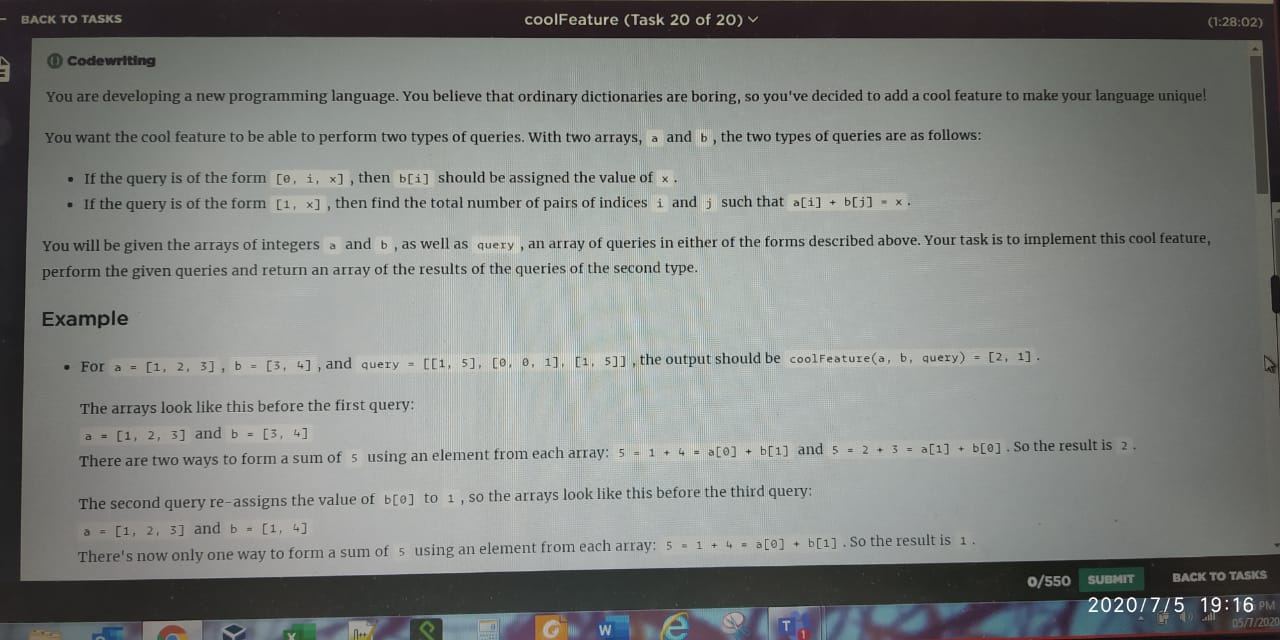 BACK TO TASKS
coolFeature (Task 20 of 20)
(1:28:02)
Codewriting
You are developing a new programming language. You believe that ordinary dictionaries are boring, so you've decided to add a cool feature to make your language unique!
You want the cool feature to be able to perform two types of queries. With two arrays, a and b , the two types of queries are as follows:
• If the query is of the form [0, i, x] , then b[i] should be assigned the value of x .
• If the query is of the form [1, x] , then find the total number of pairs of indices i and j such that a[i] + b[j] = x .
You will be given the arrays of integers a and b , as well as query , an array of queries in either of the forms described above. Your task is to implement this cool feature,
perform the given queries and return an array of the results of the queries of the second type.
Example
• For a = [1, 2, 3] , b = [3, 4] , and query = [[1, 5], [0, 0, 1], [1, 5]] , the output should be coolFeature(a, b, query) = [2, 1] .
The arrays look like this before the first query:
a = [1, 2, 3] and b = [3, 4]
There are two ways to form a sum of 5 using an element from each array: 5 = 1 + 4 = a[0] + b[1] and 5 = 2 + 3 = a[1] + b[0] . So the result is 2 .
The second query re-assigns the value of b[0] to 1 , so the arrays look like this before the third query:
a = [1, 2, 3] and b = [1, 4]
There's now only one way to form a sum of 5 using an element from each array: 5 = 1 + 4 = a[0] + b[1] . So the result is 1 .
0/550
SUBMIT
BACK TO TASKS
2020/7/5 19:16
PM
05/7/2020